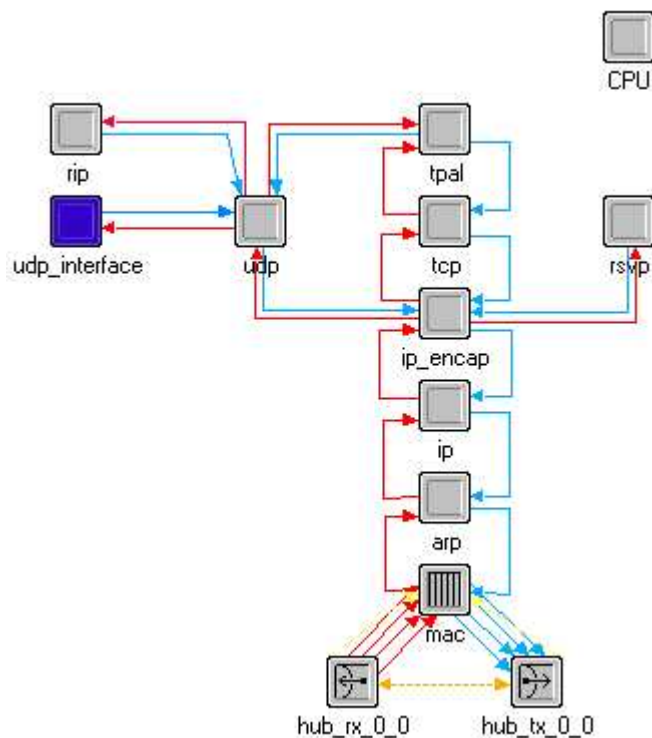 CPU
rip
tpal
udp_interface
udp
tcp
rsvp
ip_encap
ip
arp
mac
hub_rx_0_0
hub_tx_0_0